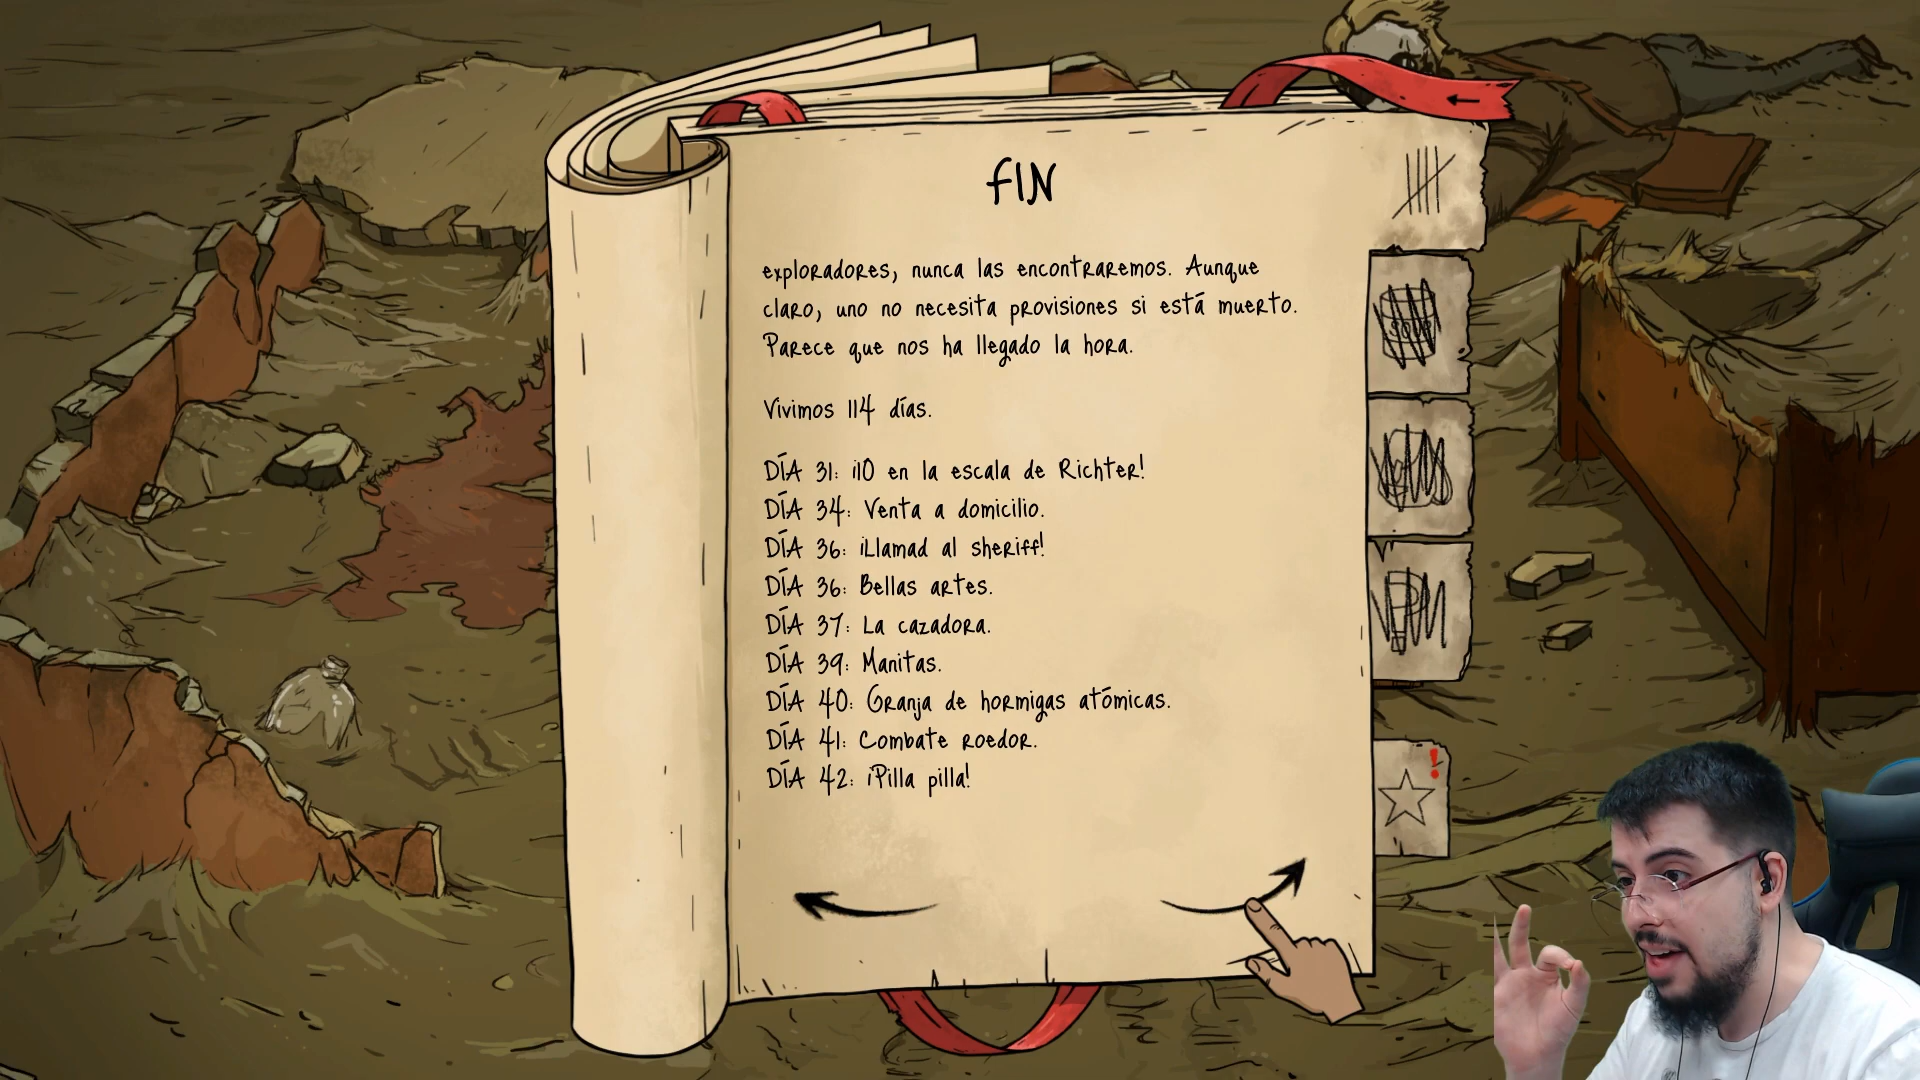 FIN
exploradores, nunca las encontraremos. Aunque
claro, uno no necesita provisiones si está muerto.
Parece que nos ha llegado la hora.
Vivimos 114 días.
DÍA 31: ¡10 en la escala de Richter!
DÍA 34: Venta a domicilio.
DÍA 36: ¡Llamad al sheriff!
DÍA 36: Bellas artes.
DÍA 37: La cazadora.
DÍA 39: Manitas.
DÍA 40: Granja de hormigas atómicas.
DÍA 41: Combate roedor.
DÍA 42: ¡Pilla pilla!